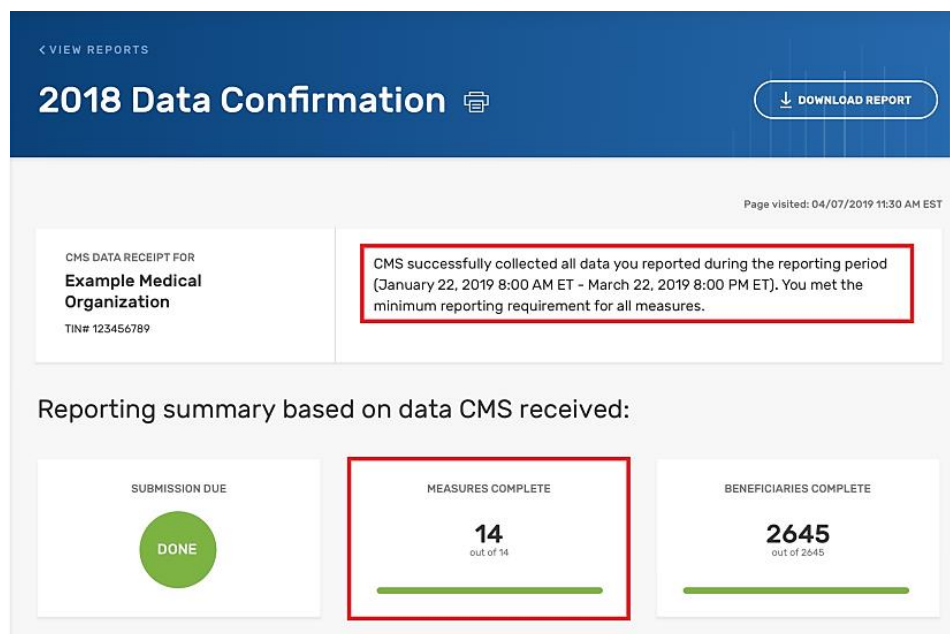 < VIEW REPORTS
2018 Data Confirmation
DOWNLOAD REPORT
Page visited: 04/07/2019 11:30 AM EST
CMS DATA RECEIPT FOR
Example Medical
Organization
TIN# 123456789
CMS successfully collected all data you reported during the reporting period
(January 22, 2019 8:00 AM ET - March 22, 2019 8:00 PM ET). You met the
minimum reporting requirement for all measures.
Reporting summary based on data CMS received:
SUBMISSION DUE
DONE
MEASURES COMPLETE
14
out of 14
BENEFICIARIES COMPLETE
2645
out of 2645